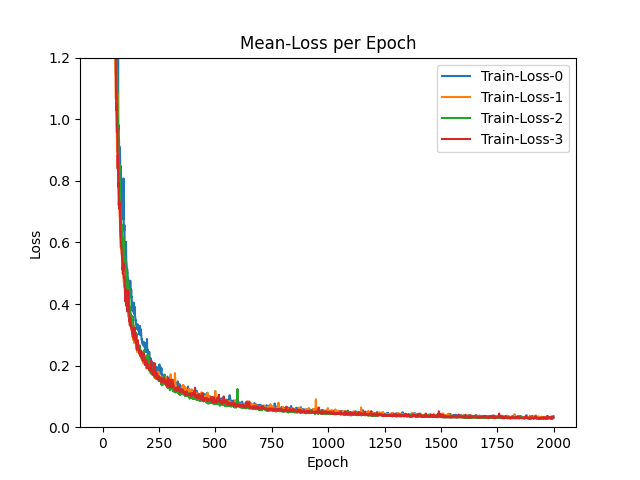 Mean-Loss per Epoch
1.2
1.0
0.8
0.6
0.4
0.2
0.0
Loss
Train-Loss-0
Train-Loss-1
Train-Loss-2
Train-Loss-3
0 250 500 750 1000 1250 1500 1750 2000
Epoch